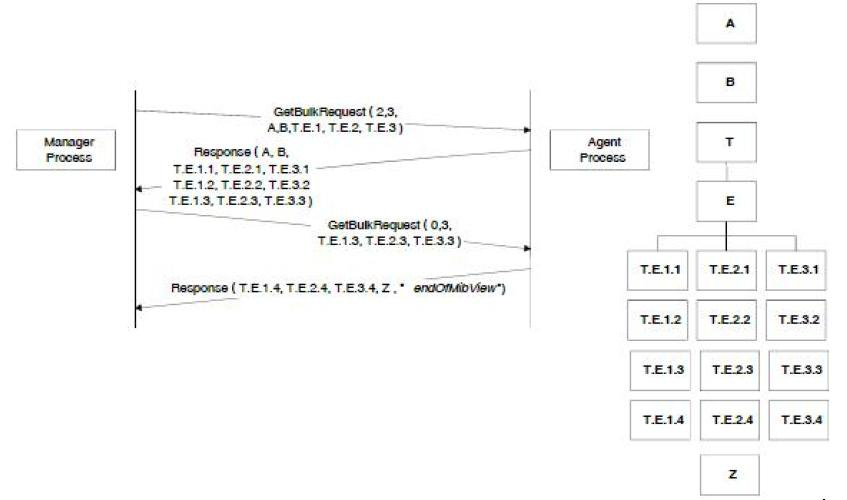 A
B
GetBulkRequest ( 2,3,
A,B,T.E.1, T.E.2, T.E.3 )
Manager
Process
Agent
Process
T
Response ( A, B,
T.E.1.1, T.E.2.1, T.E.3.1
T.E.1.2, T.E.2.2, T.E.3.2
T.E.1.3, T.E.2.3, T.E.3.3 )
E
GetBulkRequest ( 0,3,
T.E.1.3, T.E.2.3, T.E.3.3 )
T.E.1.1 T.E.2.1 T.E.3.1
Response ( T.E.1.4, T.E.2.4, T.E.3.4, Z , " endOfMibView")
T.E.1.2 T.E.2.2 T.E.3.2
T.E.1.3 T.E.2.3 T.E.3.3
T.E.1.4 T.E.2.4 T.E.3.4
Z